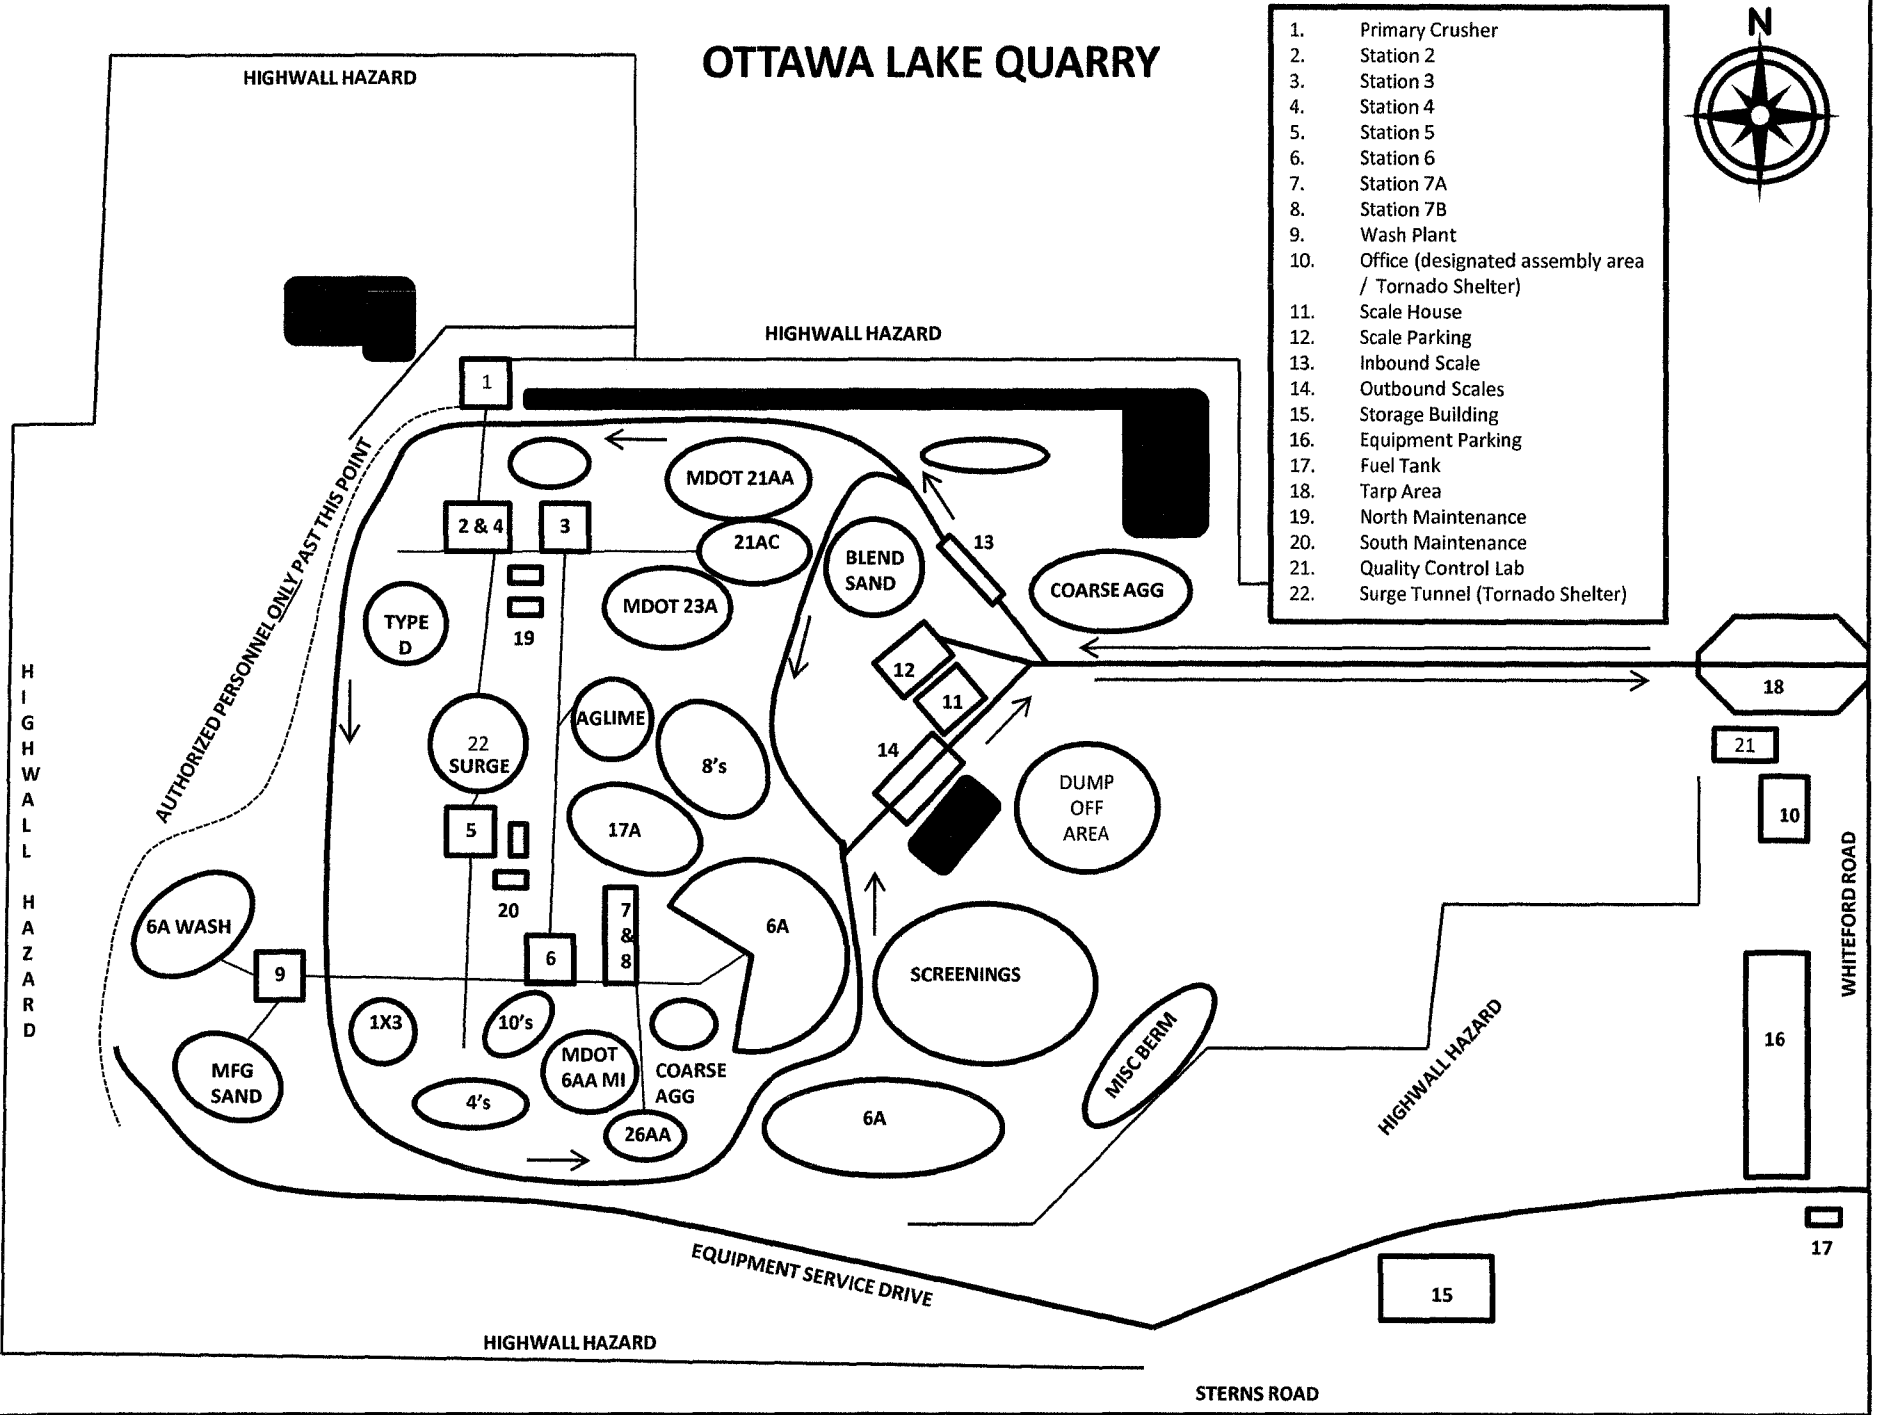 OTTAWA LAKE QUARRY
N
1. Primary Crusher
2. Station 2
3. Station 3
4. Station 4
5. Station 5
6. Station 6
7. Station 7A
8. Station 7B
9. Wash Plant
10. Office (designated assembly area
/ Tornado Shelter)
11. Scale House
12. Scale Parking
13. Inbound Scale
14. Outbound Scales
15. Storage Building
16. Equipment Parking
17. Fuel Tank
18. Tarp Area
19. North Maintenance
20. South Maintenance
21. Quality Control Lab
22. Surge Tunnel (Tornado Shelter)
HIGHWALL HAZARD
HIGHWALL HAZARD
1
AUTHORIZED PERSONNEL ONLY PAST THIS POINT
MDOT 21AA
2 & 4
3
21AC
BLEND
SAND
13
COARSE AGG
MDOT 23A
TYPE
D
19
12
11
18
HIGHWALL HAZARD
22
SURGE
AGLIME
8's
14
21
DUMP
OFF
AREA
10
5
17A
WHITEFORD ROAD
20
7
&
8
6A
6A WASH
9
6
SCREENINGS
1X3
10's
MDOT
6AA MI
COARSE
AGG
MISC BERM
HIGHWALL HAZARD
16
MFG
SAND
4's
26AA
6A
17
EQUIPMENT SERVICE DRIVE
15
HIGHWALL HAZARD
STERNS ROAD